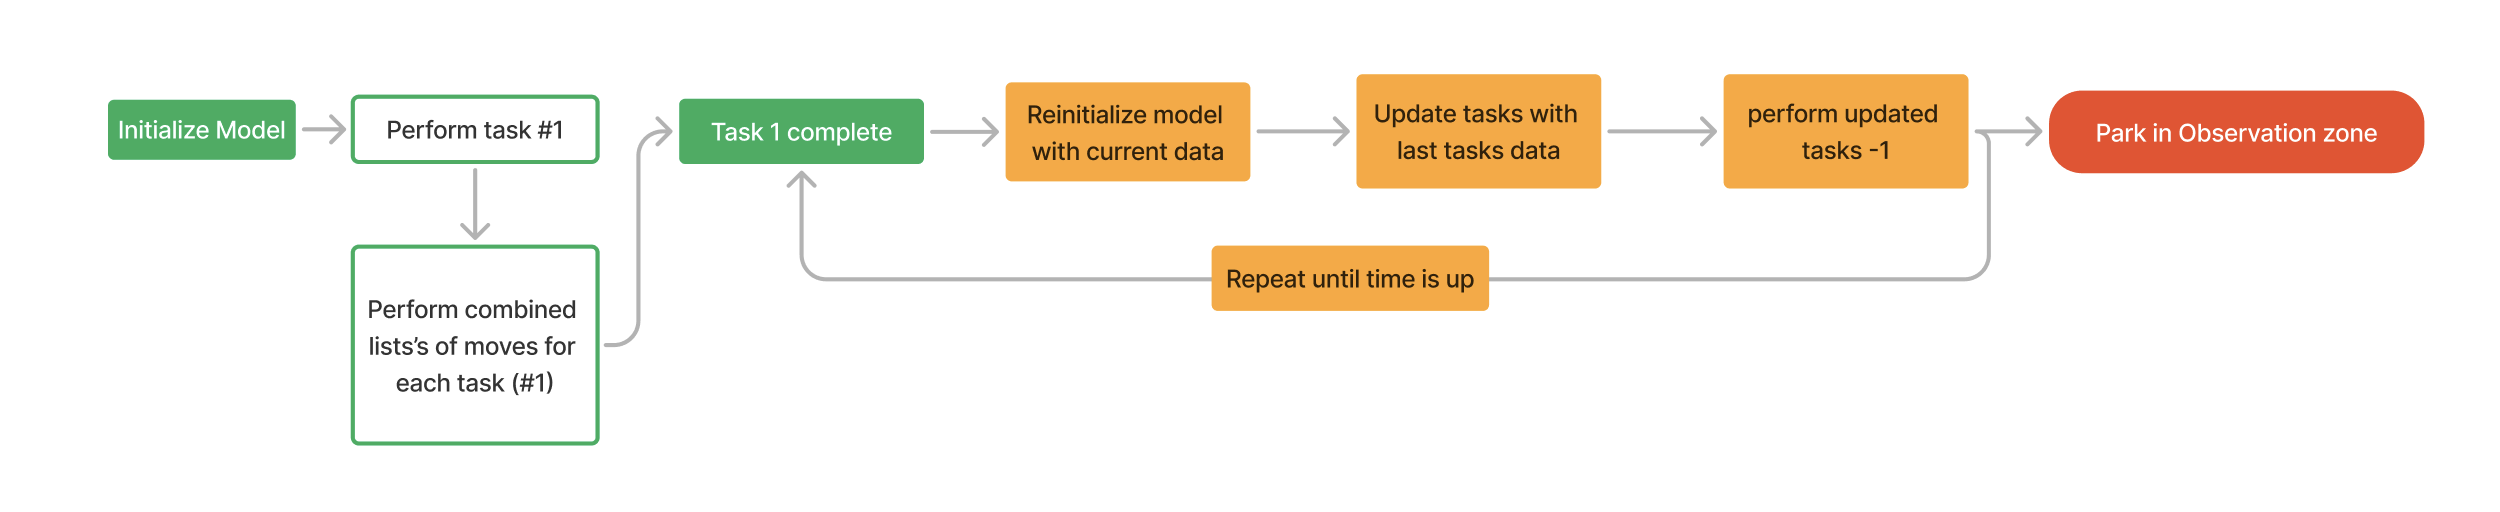 Initialize Model
Perform task #1
Perform combined
lists’s of moves for
each task (#1)
Task 1 complete
Reinitialize model
with current data
Update tasks with
last tasks data
prformed updated
tasks -1
Repeat until time is up
Park in Observation zone